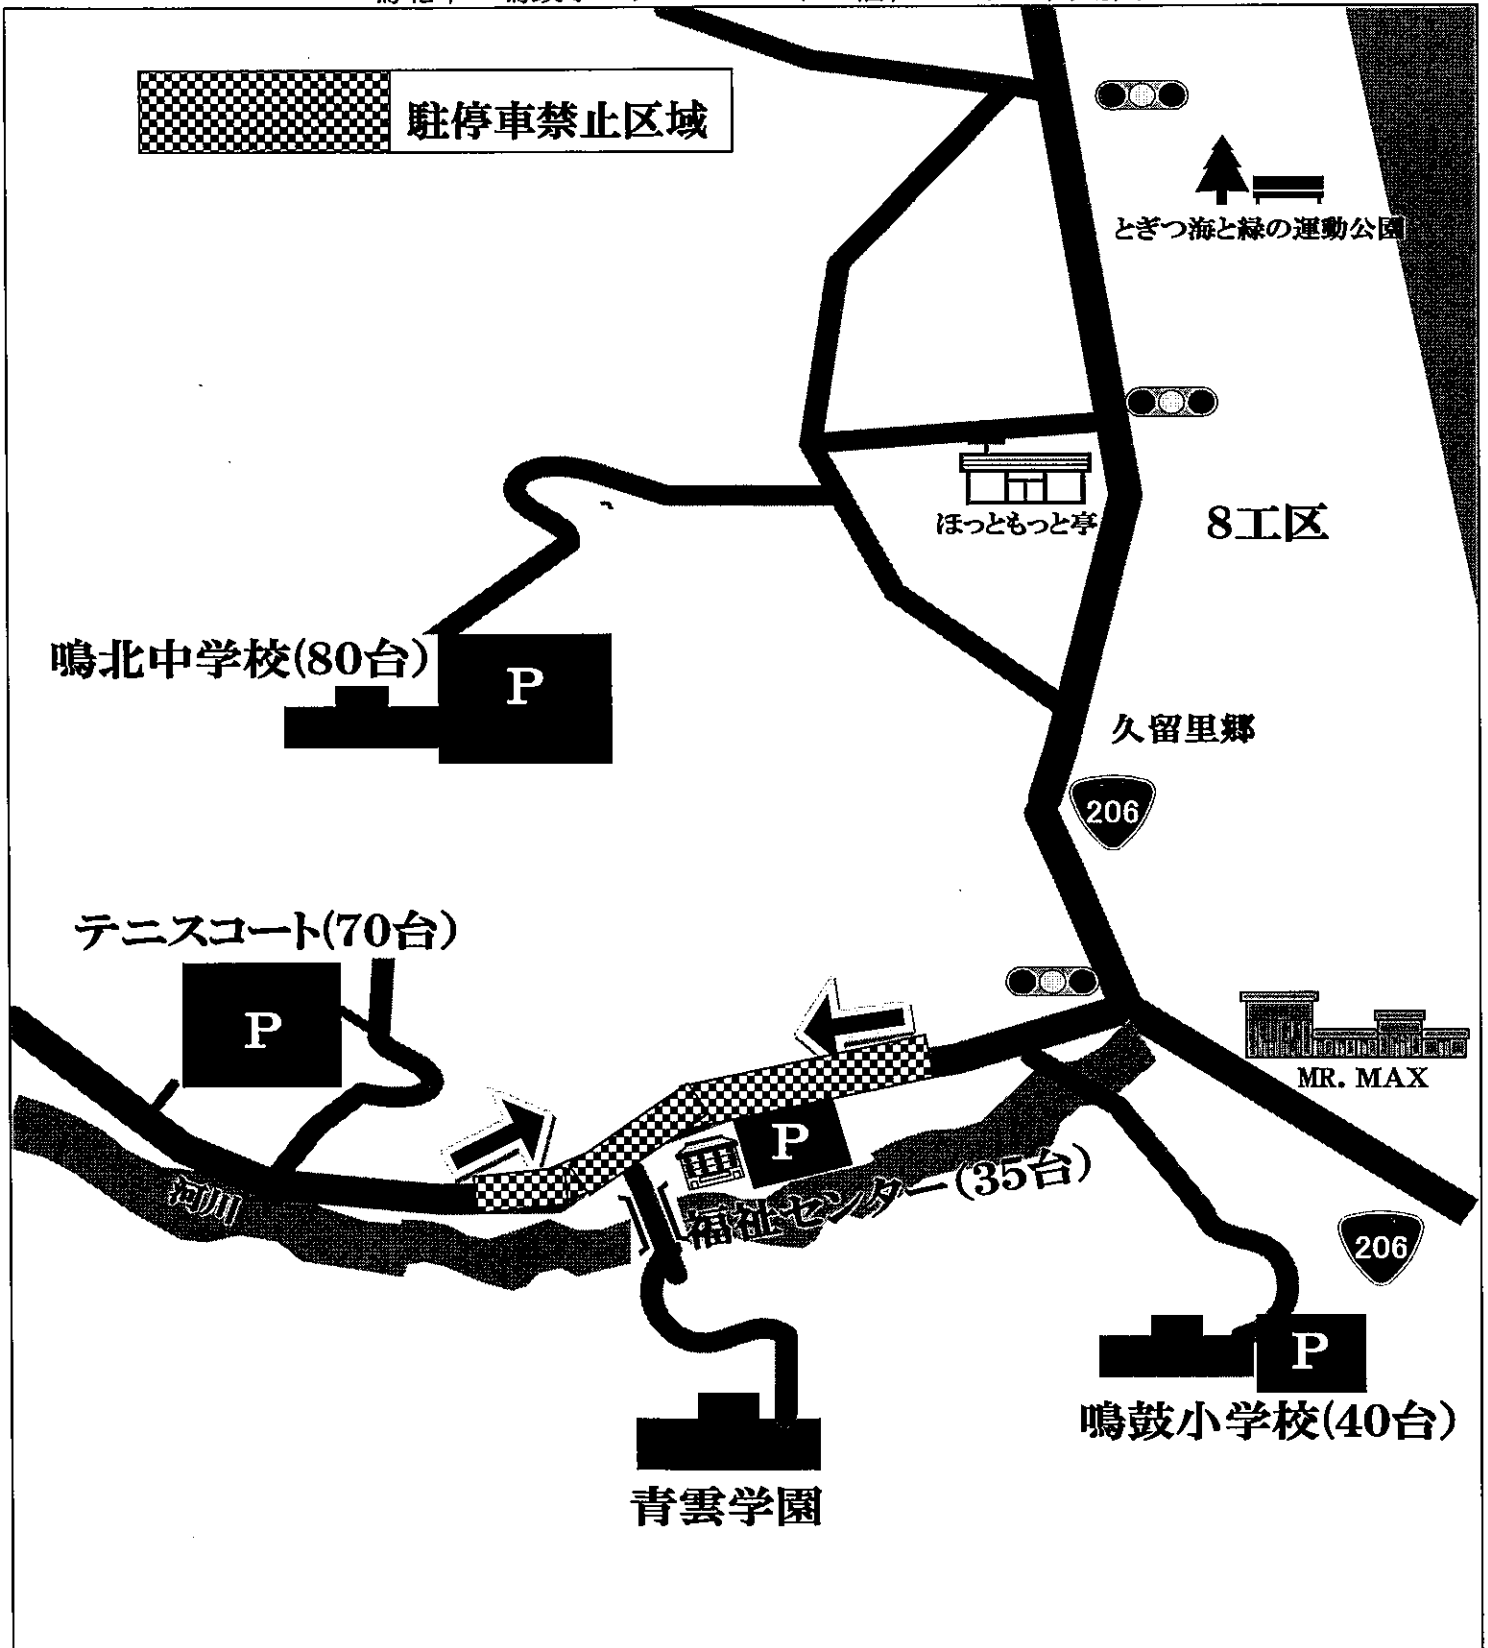 駐停車禁止区域
とぎつ海と緑の運動公園
ほっともっと亭
8工区
鳴北中学校(80台)
P
久留里郷
206
テニスコート(70台)
P
MR. MAX
P
河川
福祉センター(35台)
206
P
鳴鼓小学校(40台)
青雲学園